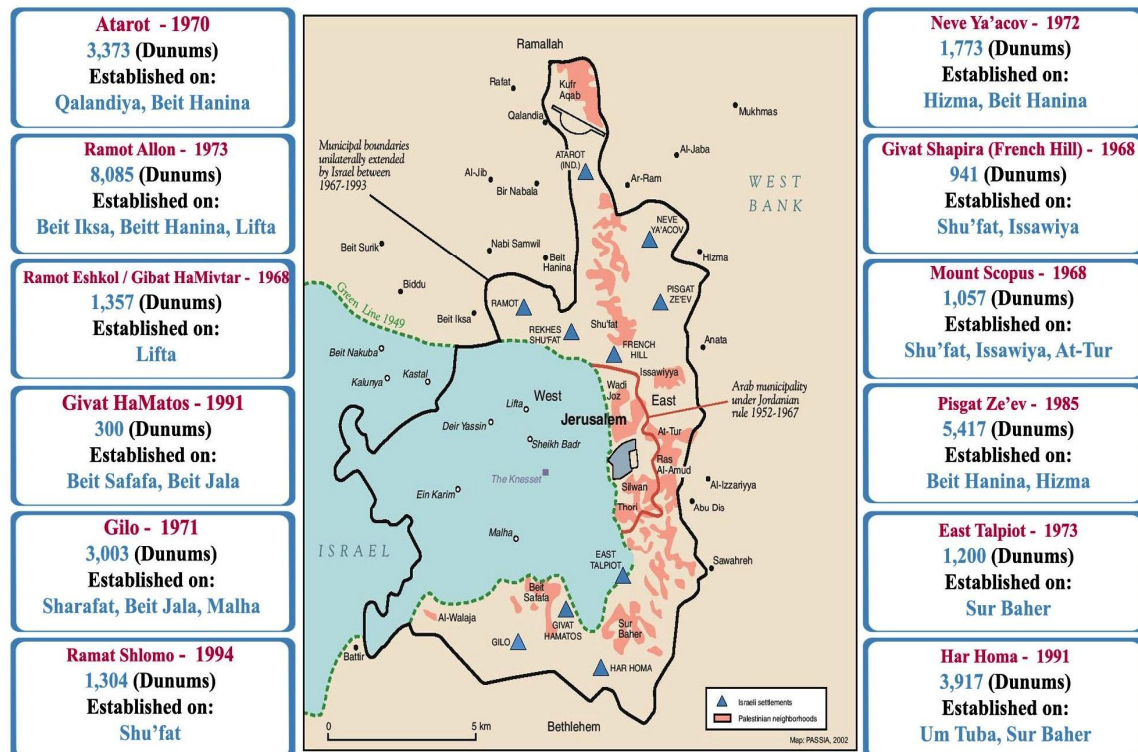 Atarot - 1970
3,373 (Dunums)
Established on:
Qalandiya, Beit Hanina
Ramot Allon - 1973
8,085 (Dunums)
Established on:
Beit Iksa, Beitt Hanina, Lifta
Ramot Eshkol / Gibat HaMivtar - 1968
1,357 (Dunums)
Established on:
Lifta
Givat HaMatos - 1991
300 (Dunums)
Established on:
Beit Safafa, Beit Jala
Gilo - 1971
3,003 (Dunums)
Established on:
Sharafat, Beit Jala, Malha
Ramat Shlomo - 1994
1,304 (Dunums)
Established on:
Shu'fat
Ramallah
Rafat
Kufr
Aqab
Qalandia
Mukhmas
Municipal boundaries
unilaterally extended
by Israel between
1967-1993
ATAROT
(IND.)
Al-Jaba
Al-Jib
Bir Nabala
Ar-Ram
WEST
BANK
NEVE
YA'ACOV
Beit Surik
Nabi Samwil
Beit
Hanina
Hizma
Biddu
PISGAT
ZE'EV
Green Line 1949
RAMOT
Beit Iksa
REKHES
SHU'FAT
Shu'fat
FRENCH
HILL
Anata
Beit Nakuba
Issawiyya
Kalunya
Kastal
Wadi
Joz
East
Arab municipality
under Jordanian
rule 1952-1967
Lifta
West
Jerusalem
Deir Yassin
At-Tur
Sheikh Badr
Ras
Al-Amud
The Knesset
Al-Izzariyya
Silwan
Ein Karim
Thori
Abu Dis
Malha
ISRAEL
EAST
TALPIOT
Sawahreh
Beit
Safafa
Al-Walaja
GIVAT
HAMATOS
Sur
Baher
GILO
Battir
HAR HOMA
Israeli settlements
Palestinian neighborhoods
0
5 km
Bethlehem
Map: PASSIA, 2002
Neve Ya'acov - 1972
1,773 (Dunums)
Established on:
Hizma, Beit Hanina
Givat Shapira (French Hill) - 1968
941 (Dunums)
Established on:
Shu'fat, Issawiya
Mount Scopus - 1968
1,057 (Dunums)
Established on:
Shu'fat, Issawiya, At-Tur
Pisgat Ze'ev - 1985
5,417 (Dunums)
Established on:
Beit Hanina, Hizma
East Talpiot - 1973
1,200 (Dunums)
Established on:
Sur Baher
Har Homa - 1991
3,917 (Dunums)
Established on:
Um Tuba, Sur Baher